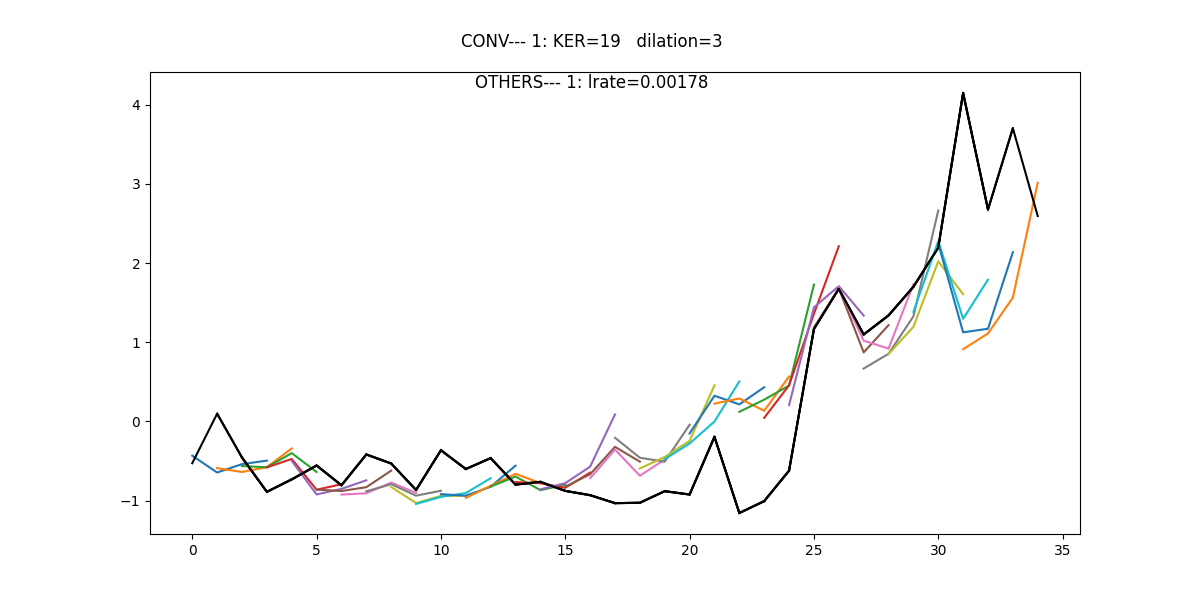 CONV--- 1: KER=19   dilation=3
OTHERS--- 1: lrate=0.00178
4
3
2
1
0
−1
0 5 10 15 20 25 30 35